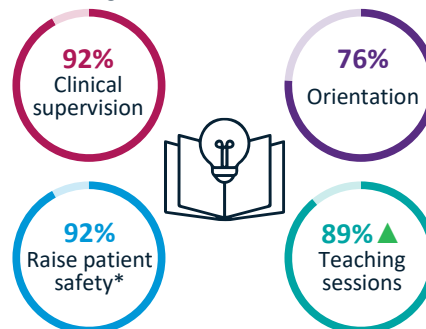 92%
Clinical
supervision
76%
Orientation
92%
Raise patient
safety*
89%
Teaching
sessions